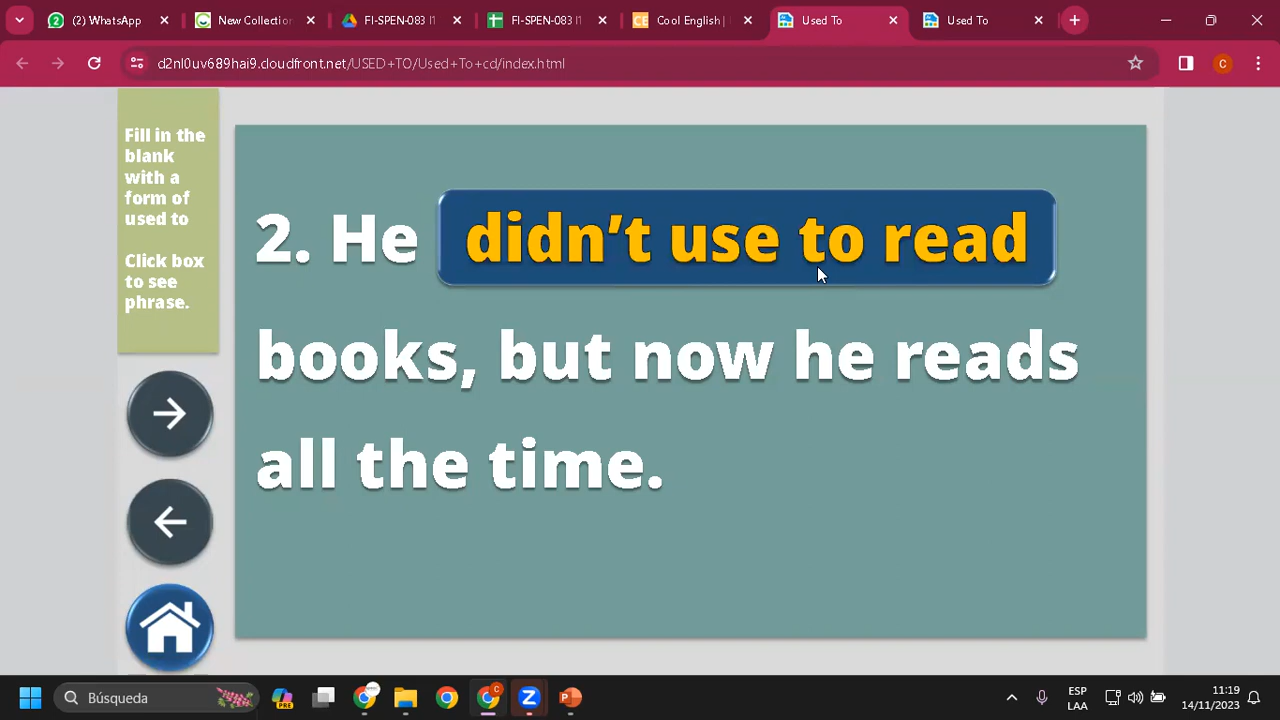 (2) WhatsApp
New Collectio
FI-SPEN-083 I
FI-SPEN-083 I
CE Cool English |
Used To
Used To
d2nl0uv689hai9.cloudfront.net/USED+TO/Used+To+cd/index.html
C
Fill in the
blank
with a
form of
used to
Click box
to see
phrase.
2. He didn’t use to read
books, but now he reads
all the time.
Búsqueda
PRE
C
Z
P
ESP
LAA
11:19
14/11/2023